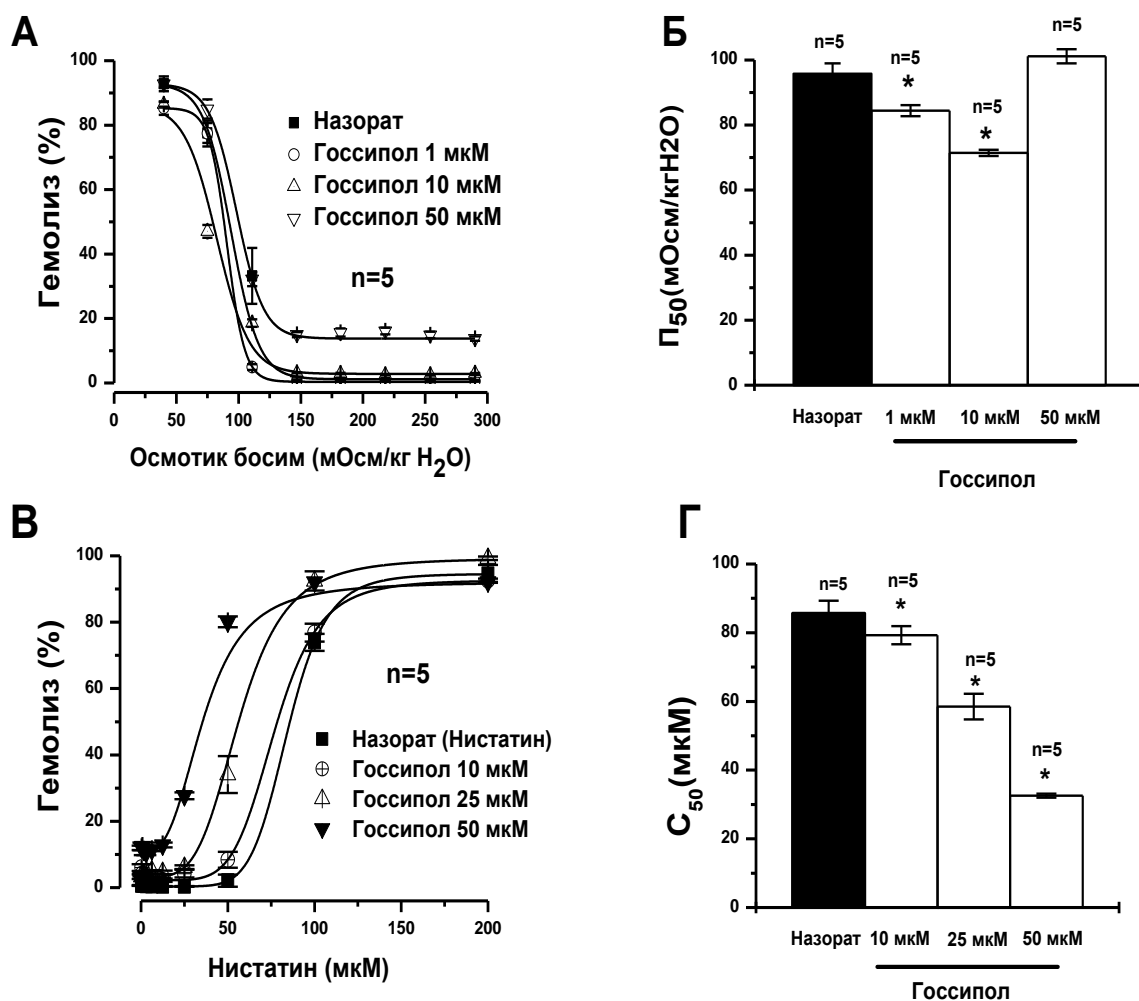 А
100
80
60
40
20
0
0 50 100 150 200 250 300
Гемолиз (%)
Осмотик босим (мОсм/кг H2O)
Назорат
Госсипол 1 мкМ
Госсипол 10 мкМ
Госсипол 50 мкМ
n=5
Б
100
80
60
40
20
0
П50(мОсм/кгH2O)
n=5
n=5
*
n=5
*
n=5
Назорат 1 мкМ 10 мкМ 50 мкМ
Госсипол
В
100
80
60
40
20
0
0 50 100 150 200
Гемолиз (%)
Нистатин (мкМ)
n=5
Назорат (Нистатин)
Госсипол 10 мкМ
Госсипол 25 мкМ
Госсипол 50 мкМ
Г
100
80
60
40
20
0
C50(мкМ)
n=5
n=5
*
n=5
*
n=5
*
Назорат 10 мкМ 25 мкМ 50 мкМ
Госсипол